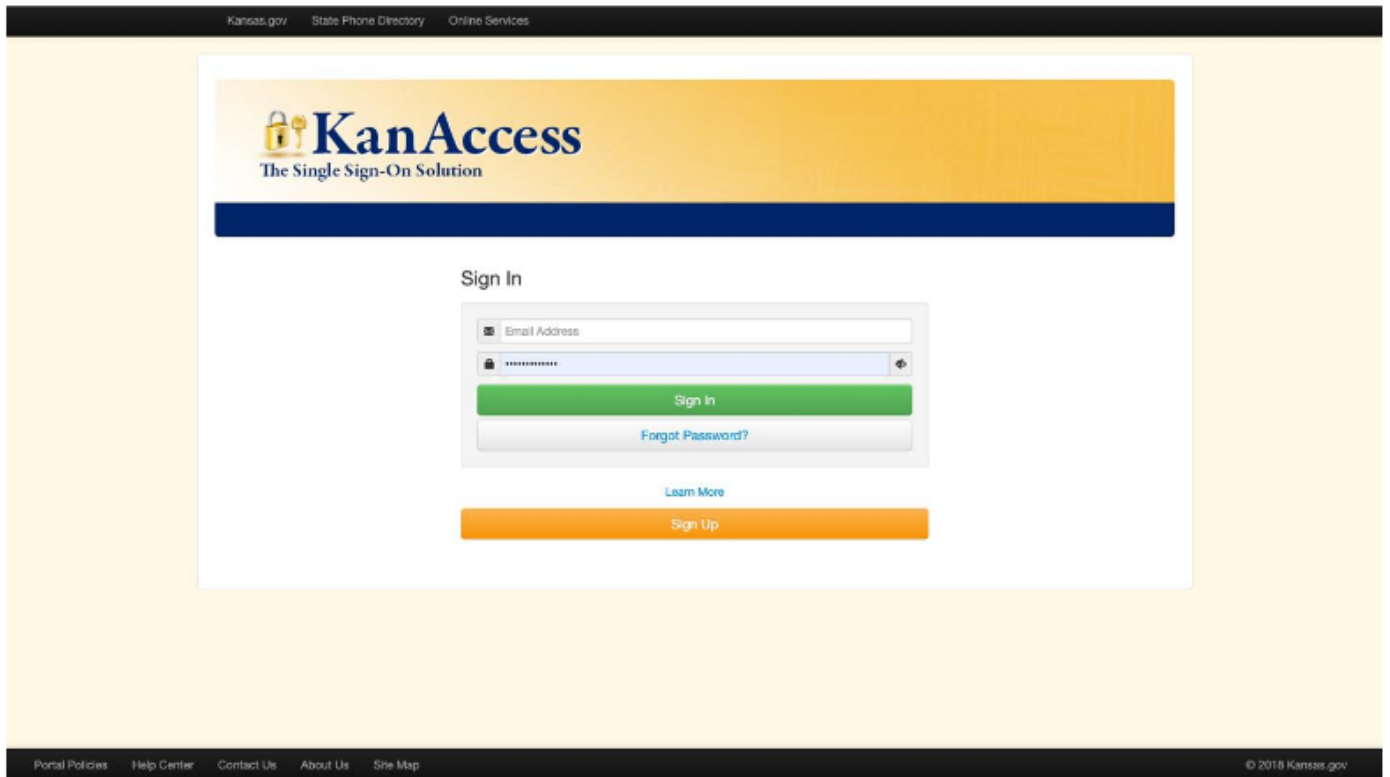 Kansas.gov State Phone Directory Online Services
KanAccess
The Single Sign-On Solution
Sign In
Email Address
•••••••••••••
Sign In
Forgot Password?
Learn More
Sign Up
Portal Policies Help Center Contact Us About Us Site Map © 2018 Kansas.gov